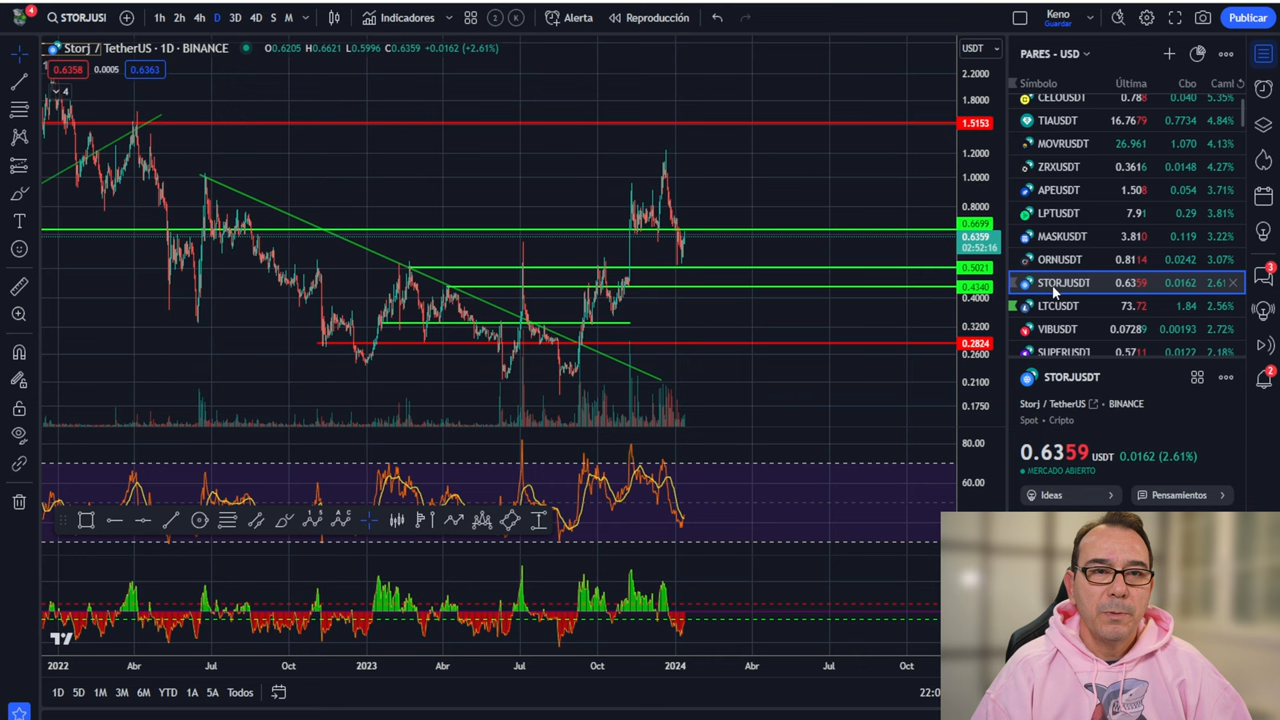 4 STORJUSI 1h 2h 4h D 3D 4D S M Indicadores 2 K Alerta Reproducción Keno Guardar Publicar
Storj / TetherUS · 1D · BINANCE O0.6205 H0.6621 L0.5996 C0.6359 +0.0162 (+2.61%) USDT
0.6358 0.0005 0.6363
4
2.2000
1.8000
1.5153
1.2000
1.0000
0.8000
0.6699
0.6359
02:52:16
0.5021
0.4340
0.4000
0.3200
0.2824
0.2600
0.2100
0.1750
80.00
60.00
2022 Abr Jul Oct 2023 Abr Jul Oct 2024 Abr Jul Oct
1D 5D 1M 3M 6M YTD 1A 5A Todos 22:0
PARES - USD
Símbolo Última Cbo Caml
CELOUSDT 0.788 0.040 5.35%
TIAUSDT 16.7679 0.7734 4.84%
MOVRUSDT 26.961 1.070 4.13%
ZRXUSDT 0.3616 0.0148 4.27%
APEUSDT 1.508 0.054 3.71%
LPTUSDT 7.91 0.29 3.81%
MASKUSDT 3.810 0.119 3.22%
ORNUSDT 0.8114 0.0242 3.07%
STORJUSDT 0.6359 0.0162 2.61
LTCUSDT 73.72 1.84 2.56%
VIBUSDT 0.07289 0.00193 2.72%
SUPERUSDT 0.5711 0.0122 2.18%
STORJUSDT
Storj / TetherUS · BINANCE
Spot · Cripto
0.6359 USDT 0.0162 (2.61%)
MERCADO ABIERTO
Ideas Pensamientos
3
2